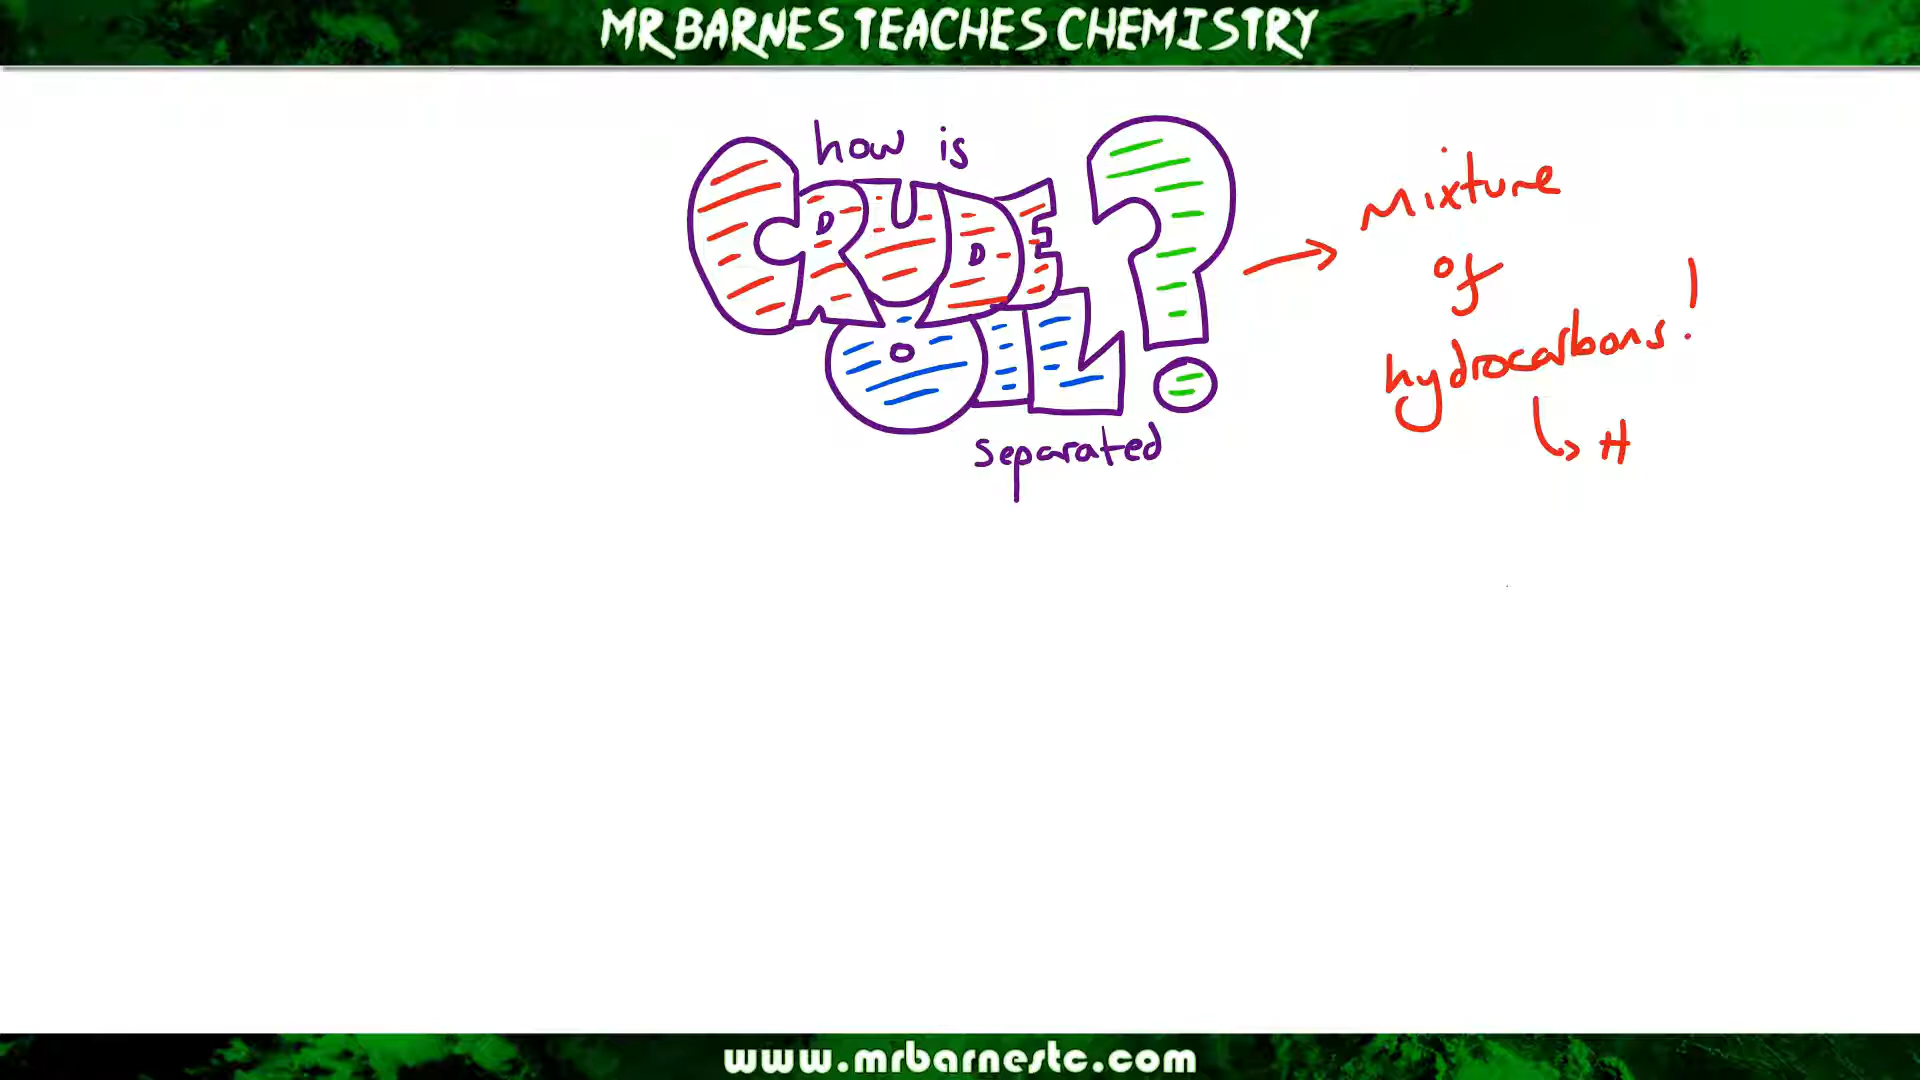 MR BARNES TEACHES CHEMISTRY
how is
CRUDE
OIL?
separated
Mixture
of
hydrocarbons!
↳ H
www.mrbarnestc.com